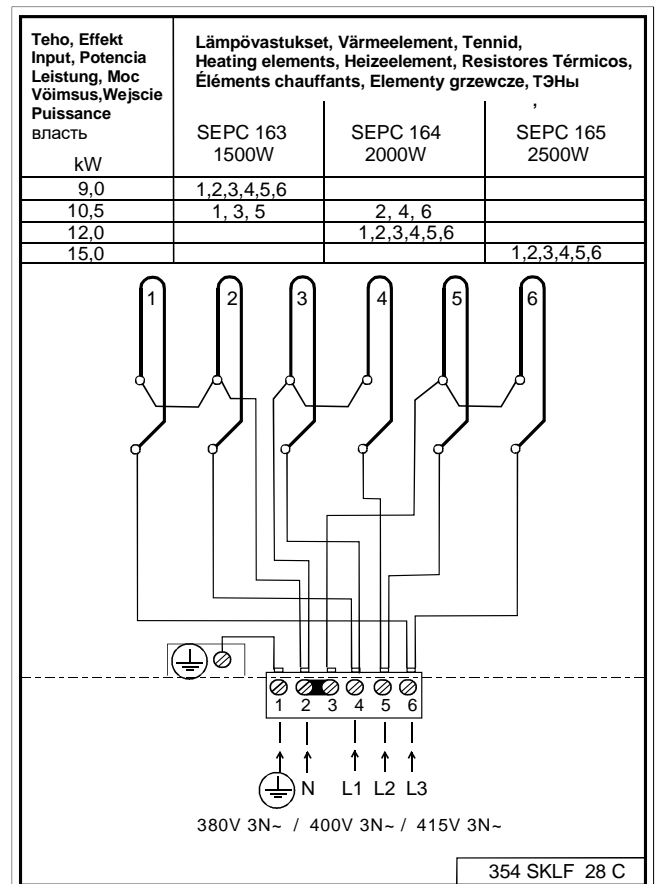 Teho, Effekt
Input, Potencia
Leistung, Moc
Vöimsus,Wejscie
Puissance
власть
kW
Lämpövastukset, Värmeelement, Tennid,
Heating elements, Heizeelement, Resistores Térmicos,
Éléments chauffants, Elementy grzewcze, ТЭНы
,
SEPC 163 SEPC 164 SEPC 165
1500W 2000W 2500W
9,0 1,2,3,4,5,6
10,5 1, 3, 5 2, 4, 6
12,0 1,2,3,4,5,6
15,0 1,2,3,4,5,6
1 2 3 4 5 6
1 2 3 4 5 6
N L1 L2 L3
380V 3N~ / 400V 3N~ / 415V 3N~
354 SKLF 28 C